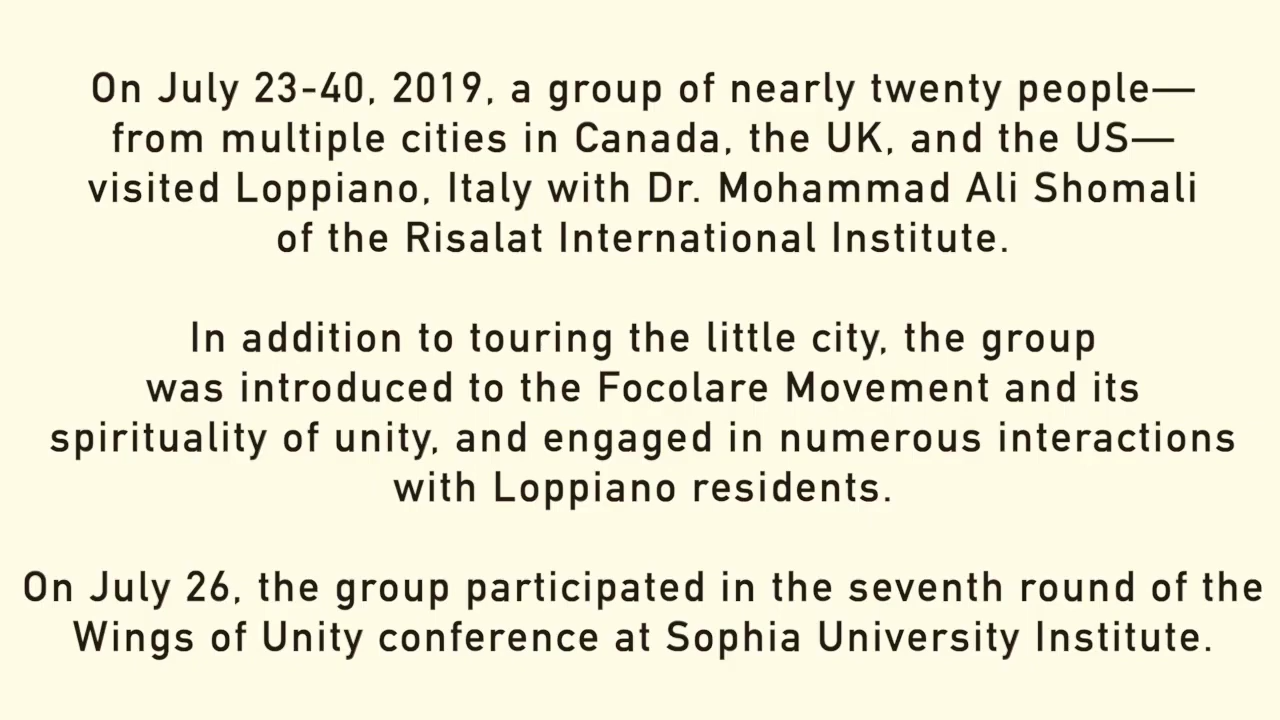 On July 23-40, 2019, a group of nearly twenty people—
from multiple cities in Canada, the UK, and the US—
visited Loppiano, Italy with Dr. Mohammad Ali Shomali
of the Risalat International Institute.
In addition to touring the little city, the group
was introduced to the Focolare Movement and its
spirituality of unity, and engaged in numerous interactions
with Loppiano residents.
On July 26, the group participated in the seventh round of the
Wings of Unity conference at Sophia University Institute.